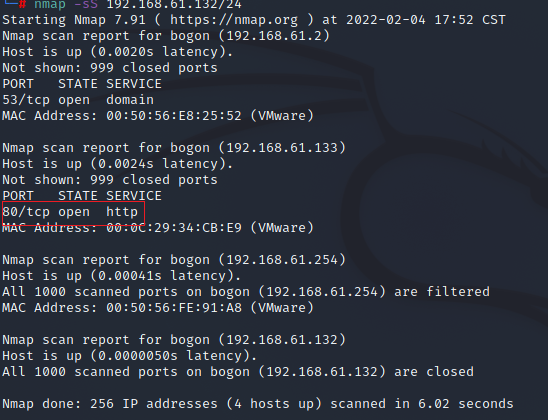 └─# nmap -sS 192.168.61.132/24
Starting Nmap 7.91 ( https://nmap.org ) at 2022-02-04 17:52 CST
Nmap scan report for bogon (192.168.61.2)
Host is up (0.0020s latency).
Not shown: 999 closed ports
PORT   STATE SERVICE
53/tcp open  domain
MAC Address: 00:50:56:E8:25:52 (VMware)

Nmap scan report for bogon (192.168.61.133)
Host is up (0.0024s latency).
Not shown: 999 closed ports
PORT   STATE SERVICE
80/tcp open  http
MAC Address: 00:0C:29:34:CB:E9 (VMware)

Nmap scan report for bogon (192.168.61.254)
Host is up (0.00041s latency).
All 1000 scanned ports on bogon (192.168.61.254) are filtered
MAC Address: 00:50:56:FE:91:A8 (VMware)

Nmap scan report for bogon (192.168.61.132)
Host is up (0.0000050s latency).
All 1000 scanned ports on bogon (192.168.61.132) are closed

Nmap done: 256 IP addresses (4 hosts up) scanned in 6.02 seconds